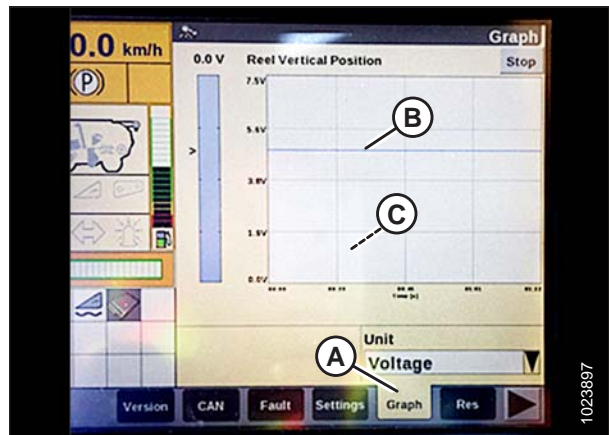 0.0 km/h
(P)
Graph
0.0 V
Reel Vertical Position
Stop
7.5V
5.6V
B
>
3.8V
C
1.9V
0.0V
Time [s]
Unit
Voltage
A
Version
CAN
Fault
Settings
Graph
Res
1023897